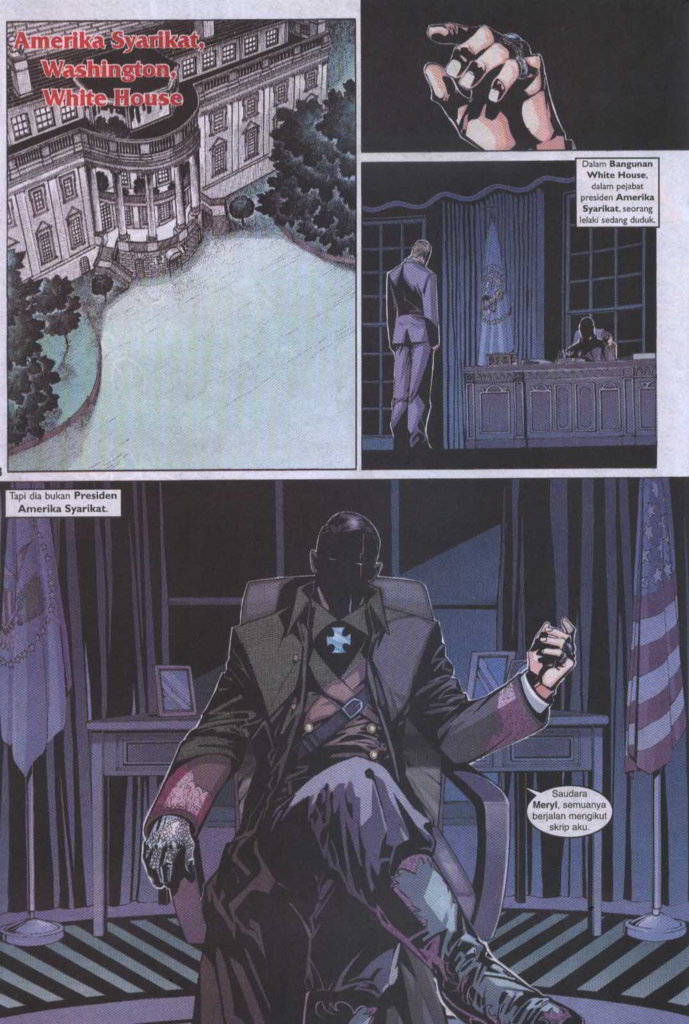 Amerika Syarikat,
Washington,
White House
Dalam Bangunan
White House,
dalam pejabat
presiden Amerika
Syarikat, seorang
lelaki sedang duduk.
Tapi dia bukan Presiden
Amerika Syarikat.
Saudara
Meryl, semuanya
berjalan mengikut
skrip aku.